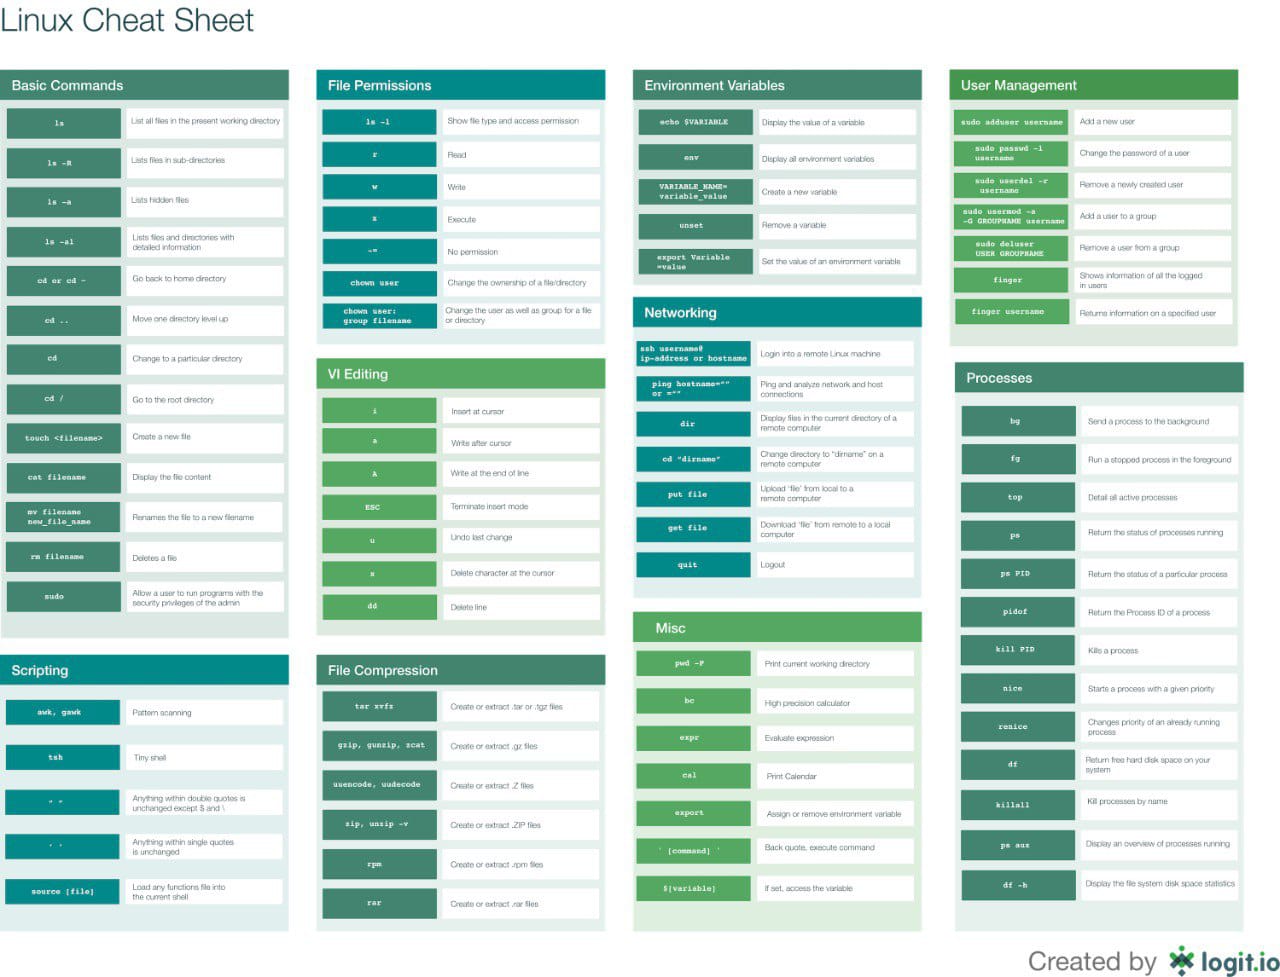 Linux Cheat Sheet
Basic Commands
ls
List all files in the present working directory
ls -R
Lists files in sub-directories
ls -a
Lists hidden files
ls -al
Lists files and directories with
detailed information
cd or cd ~
Go back to home directory
cd ..
Move one directory level up
cd
Change to a particular directory
cd /
Go to the root directory
touch <filename>
Create a new file
cat filename
Display the file content
mv filename
new_file_name
Renames the file to a new filename
rm filename
Deletes a file
sudo
Allow a user to run programs with the
security privileges of the admin
Scripting
awk, gawk
Pattern scanning
tsh
Tiny shell
" "
Anything within double quotes is
unchanged except $ and \
' '
Anything within single quotes
is unchanged
source [file]
Load any functions file into
the current shell
File Permissions
ls -l
Show file type and access permission
r
Read
w
Write
x
Execute
-=
No permission
chown user
Change the ownership of a file/directory
chown user:
group filename
Change the user as well as group for a file
or directory
VI Editing
i
Insert at cursor
a
Write after cursor
A
Write at the end of line
ESC
Terminate insert mode
u
Undo last change
x
Delete character at the cursor
dd
Delete line
File Compression
tar xvfz
Create or extract .tar or .tgz files
gzip, gunzip, zcat
Create or extract .gz files
uuencode, uudecode
Create or extract .Z files
zip, unzip -v
Create or extract .ZIP files
rpm
Create or extract .rpm files
rar
Create or extract .rar files
Environment Variables
echo $VARIABLE
Display the value of a variable
env
Display all environment variables
VARIABLE_NAME=
variable_value
Create a new variable
unset
Remove a variable
export Variable
=value
Set the value of an environment variable
Networking
ssh username@
ip-address or hostname
Login into a remote Linux machine
ping hostname=""
or =""
Ping and analyze network and host
connections
dir
Display files in the current directory of a
remote computer
cd "dirname"
Change directory to "dirname" on a
remote computer
put file
Upload 'file' from local to a
remote computer
get file
Download 'file' from remote to a local
computer
quit
Logout
Misc
pwd -P
Print current working directory
bc
High precision calculator
expr
Evaluate expression
cal
Print Calendar
export
Assign or remove environment variable
` [command] `
Back quote, execute command
$[variable]
If set, access the variable
User Management
sudo adduser username
Add a new user
sudo passwd -l
username
Change the password of a user
sudo userdel -r
username
Remove a newly created user
sudo usermod -a
-G GROUPNAME username
Add a user to a group
sudo deluser
USER GROUPNAME
Remove a user from a group
finger
Shows information of all the logged
in users
finger username
Returns information on a specified user
Processes
bg
Send a process to the background
fg
Run a stopped process in the foreground
top
Detail all active processes
ps
Return the status of processes running
ps PID
Return the status of a particular process
pidof
Return the Process ID of a process
kill PID
Kills a process
nice
Starts a process with a given priority
renice
Changes priority of an already running
process
df
Return free hard disk space on your
system
killall
Kill processes by name
ps aux
Display an overview of processes running
df -h
Display the file system disk space statistics
Created by logit.io